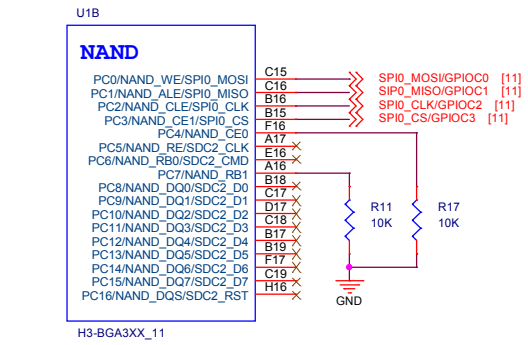 U1B
NAND
PC0/NAND_WE/SPI0_MOSI C15 SPI0_MOSI/GPIOC0 [11]
PC1/NAND_ALE/SPI0_MISO C16 SIP0_MISO/GPIOC1 [11]
PC2/NAND_CLE/SPI0_CLK B16 SPI0_CLK/GPIOC2 [11]
PC3/NAND_CE1/SPI0_CS B15 SPI0_CS/GPIOC3 [11]
PC4/NAND_CE0 F16
PC5/NAND_RE/SDC2_CLK A17
PC6/NAND_RB0/SDC2_CMD E16
PC7/NAND_RB1 A16
PC8/NAND_DQ0/SDC2_D0 B18
PC9/NAND_DQ1/SDC2_D1 C17
PC10/NAND_DQ2/SDC2_D2 D17
PC11/NAND_DQ3/SDC2_D3 C18
PC12/NAND_DQ4/SDC2_D4 B17
PC13/NAND_DQ5/SDC2_D5 B19
PC14/NAND_DQ6/SDC2_D6 F17
PC15/NAND_DQ7/SDC2_D7 C19
PC16/NAND_DQS/SDC2_RST H16
R11 R17
10K 10K
GND
H3-BGA3XX_11